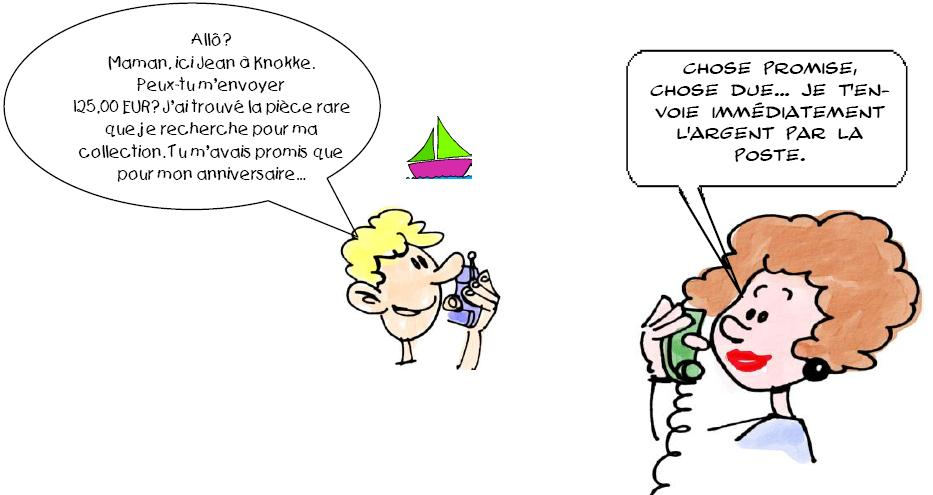 Allô?
Maman, ici Jean à Knokke.
Peux-tu m'envoyer
125,00 EUR? J'ai trouvé la pièce rare
que je recherche pour ma
collection. Tu m'avais promis que
pour mon anniversaire...
CHOSE PROMISE,
CHOSE DUE... JE T'EN-
VOIE IMMÉDIATEMENT
L'ARGENT PAR LA
POSTE.